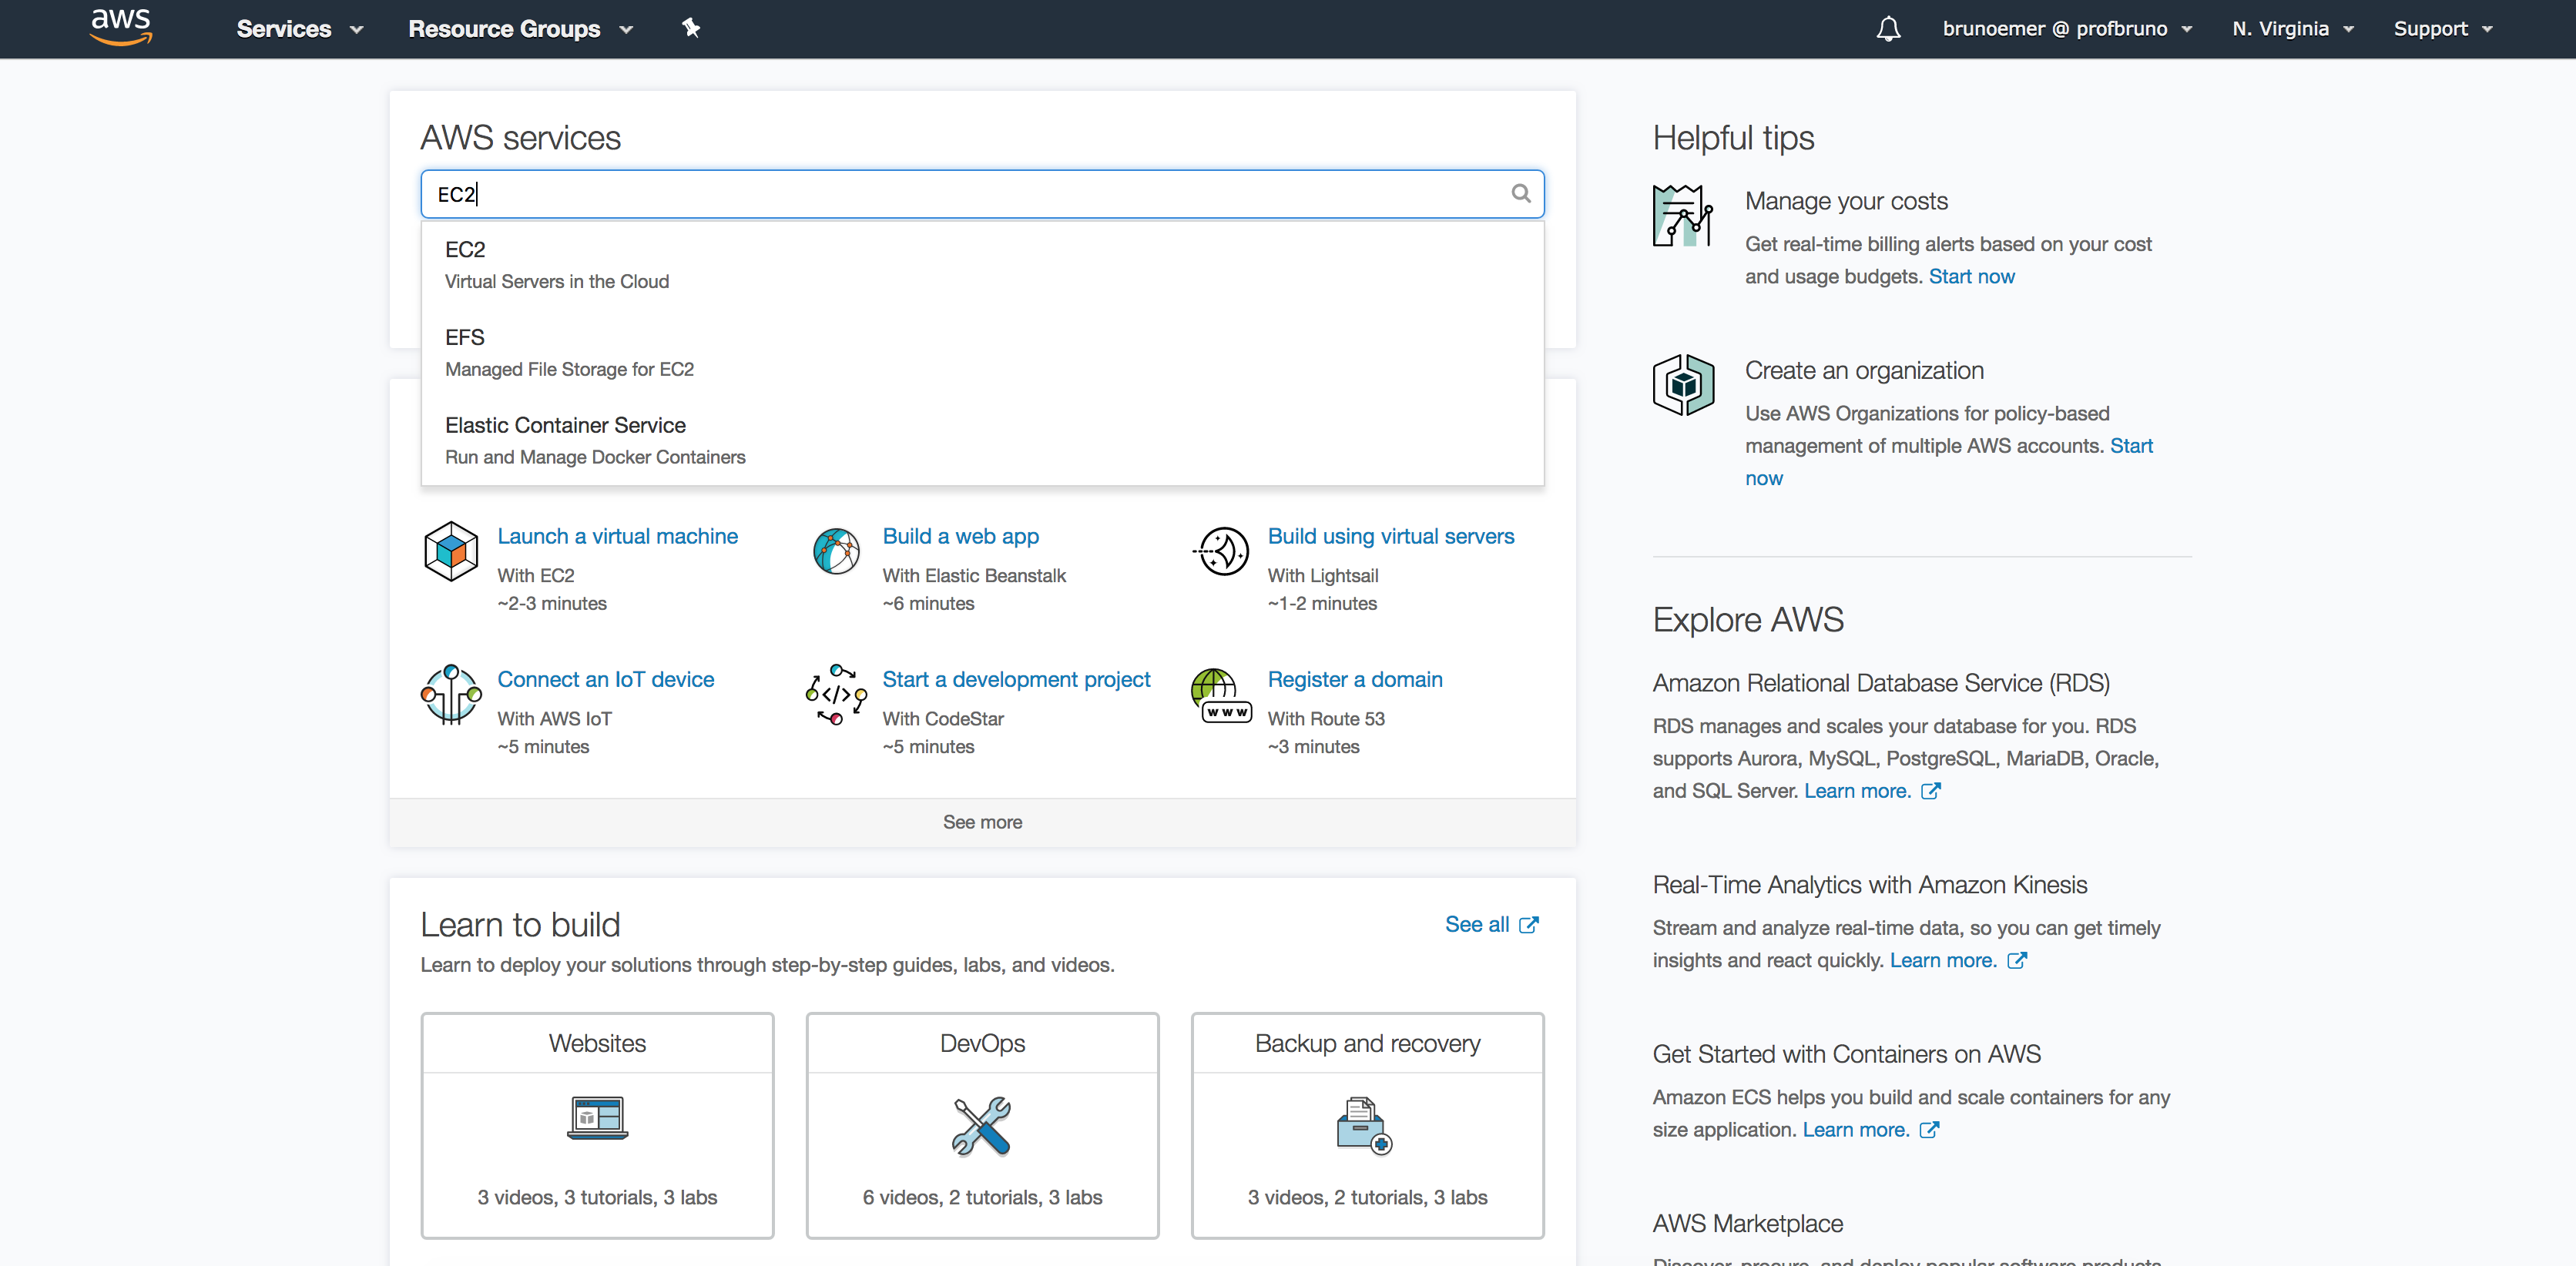 aws
Services
Resource Groups
brunoemer @ profbruno
N. Virginia
Support
AWS services
EC2
EC2
Virtual Servers in the Cloud
EFS
Managed File Storage for EC2
Elastic Container Service
Run and Manage Docker Containers
Launch a virtual machine
With EC2
~2-3 minutes
Build a web app
With Elastic Beanstalk
~6 minutes
Build using virtual servers
With Lightsail
~1-2 minutes
Connect an IoT device
With AWS IoT
~5 minutes
Start a development project
With CodeStar
~5 minutes
www
Register a domain
With Route 53
~3 minutes
See more
Learn to build
See all
Learn to deploy your solutions through step-by-step guides, labs, and videos.
Websites
3 videos, 3 tutorials, 3 labs
DevOps
6 videos, 2 tutorials, 3 labs
Backup and recovery
3 videos, 2 tutorials, 3 labs
Helpful tips
Manage your costs
Get real-time billing alerts based on your cost
and usage budgets. Start now
Create an organization
Use AWS Organizations for policy-based
management of multiple AWS accounts. Start
now
Explore AWS
Amazon Relational Database Service (RDS)
RDS manages and scales your database for you. RDS
supports Aurora, MySQL, PostgreSQL, MariaDB, Oracle,
and SQL Server. Learn more.
Real-Time Analytics with Amazon Kinesis
Stream and analyze real-time data, so you can get timely
insights and react quickly. Learn more.
Get Started with Containers on AWS
Amazon ECS helps you build and scale containers for any
size application. Learn more.
AWS Marketplace
Discover, procure, and deploy popular software products